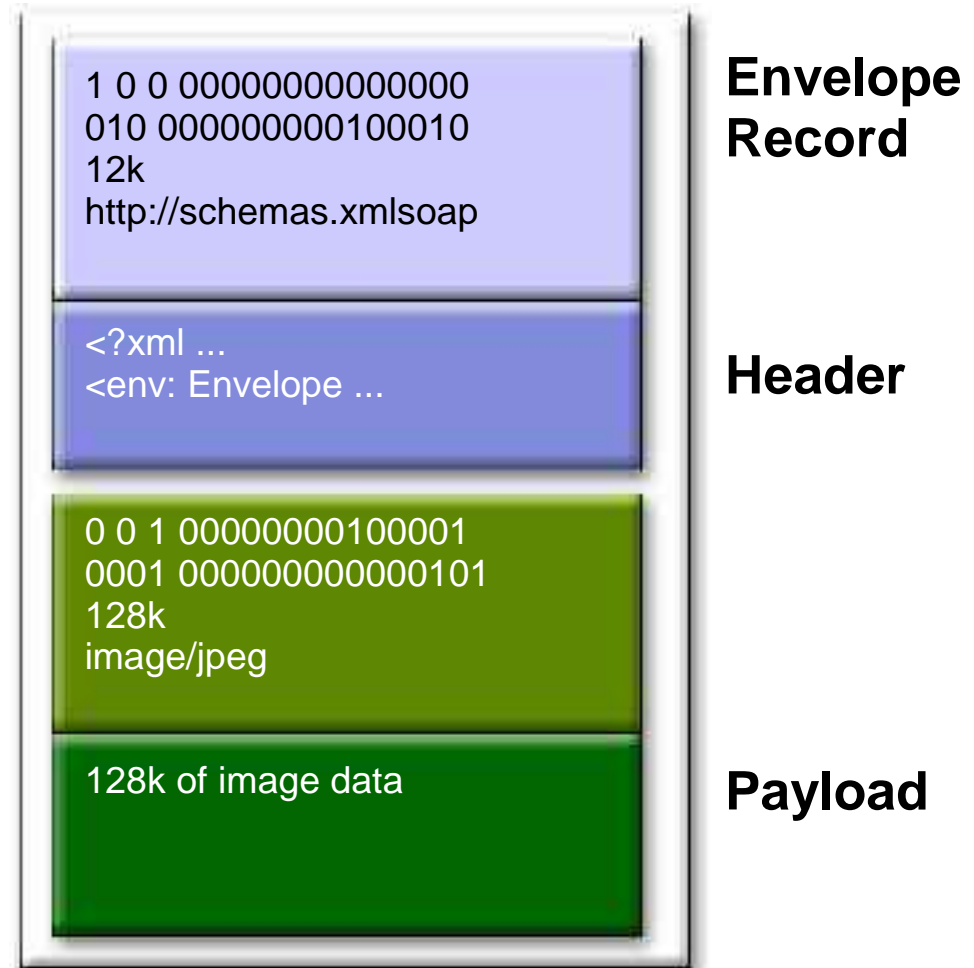 1 0 0 00000000000000
010 000000000100010
12k
http://schemas.xmlsoap
Envelope
Record
<?xml ...
<env: Envelope ...
Header
0 0 1 00000000100001
0001 000000000000101
128k
image/jpeg
128k of image data
Payload